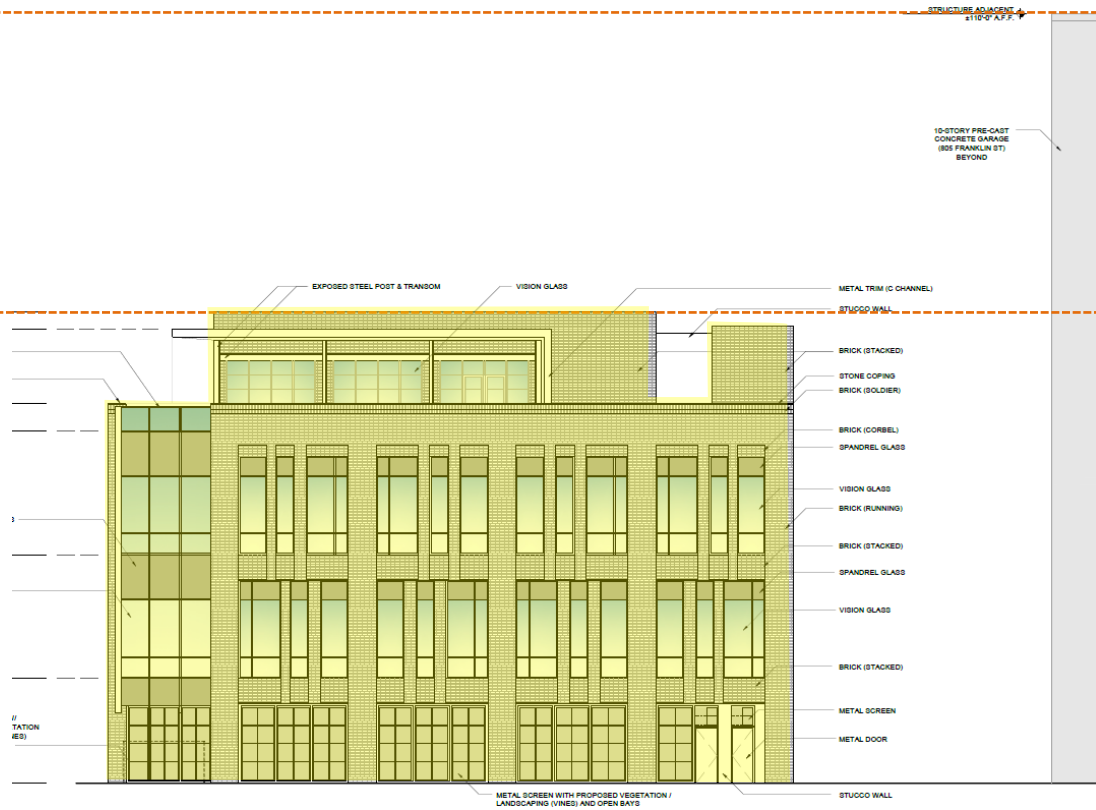 STRUCTURE ADJACENT
±110'-0" A.F.F.
10-STORY PRE-CAST
CONCRETE GARAGE
(805 FRANKLIN ST)
BEYOND
EXPOSED STEEL POST & TRANSOM
VISION GLASS
METAL TRIM (C CHANNEL)
STUCCO WALL
BRICK (STACKED)
STONE COPING
BRICK (SOLDIER)
BRICK (CORBEL)
SPANDREL GLASS
VISION GLASS
BRICK (RUNNING)
BRICK (STACKED)
SPANDREL GLASS
VISION GLASS
BRICK (STACKED)
METAL SCREEN
METAL DOOR
//
TATION
NES)
METAL SCREEN WITH PROPOSED VEGETATION /
LANDSCAPING (VINES) AND OPEN BAYS
STUCCO WALL